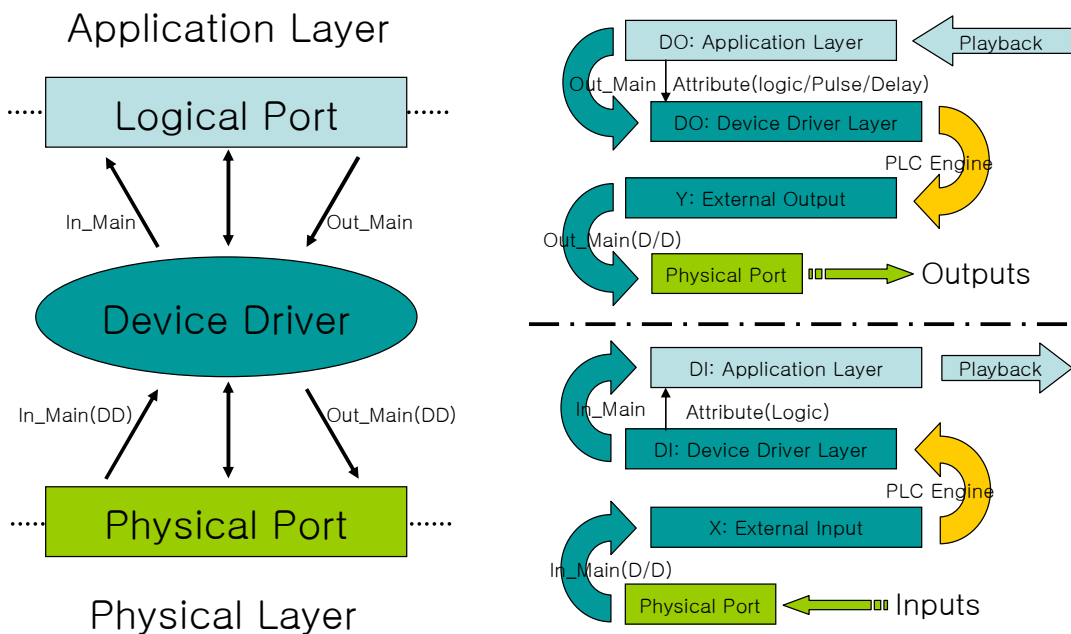 Application Layer
Logical Port
In_Main
Out_Main
Device Driver
In_Main(DD)
Out_Main(DD)
Physical Port
Physical Layer
DO: Application Layer
Playback
Out_Main
Attribute(logic/Pulse/Delay)
DO: Device Driver Layer
PLC Engine
Y: External Output
Out_Main(D/D)
Physical Port
Outputs
DI: Application Layer
Playback
In_Main
Attribute(Logic)
DI: Device Driver Layer
PLC Engine
X: External Input
In_Main(D/D)
Physical Port
Inputs